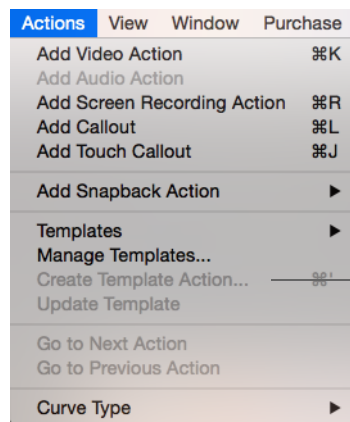 Actions View Window Purchase
Add Video Action ⌘K
Add Audio Action
Add Screen Recording Action ⌘R
Add Callout ⌘L
Add Touch Callout ⌘J
Add Snapback Action ▶
Templates ▶
Manage Templates...
Create Template Action... ⌘'
Update Template
Go to Next Action
Go to Previous Action
Curve Type ▶